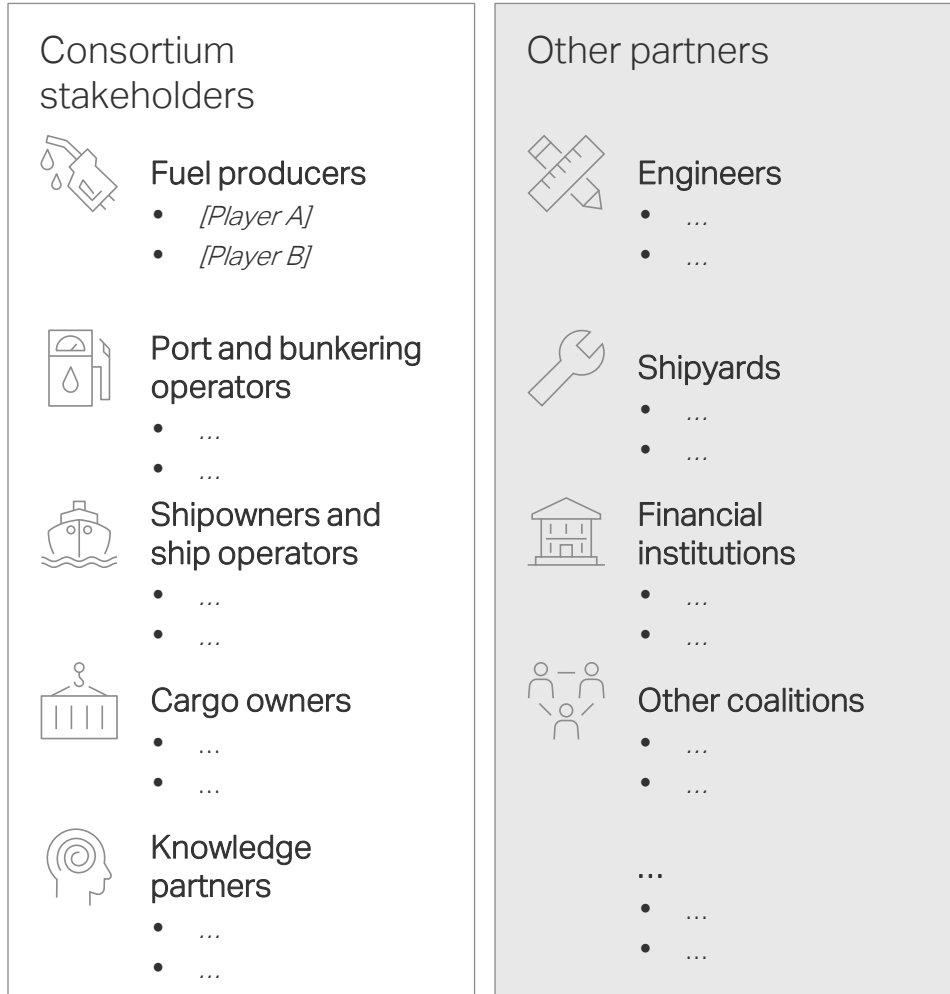 Consortium
stakeholders
Fuel producers
• [Player A]
• [Player B]
Port and bunkering
operators
• ...
• ...
Shipowners and
ship operators
• ...
• ...
Cargo owners
• ...
• ...
Knowledge
partners
• ...
• ...
Other partners
Engineers
• ...
• ...
Shipyards
• ...
• ...
Financial
institutions
• ...
• ...
Other coalitions
• ...
• ...
...
• ...
• ...